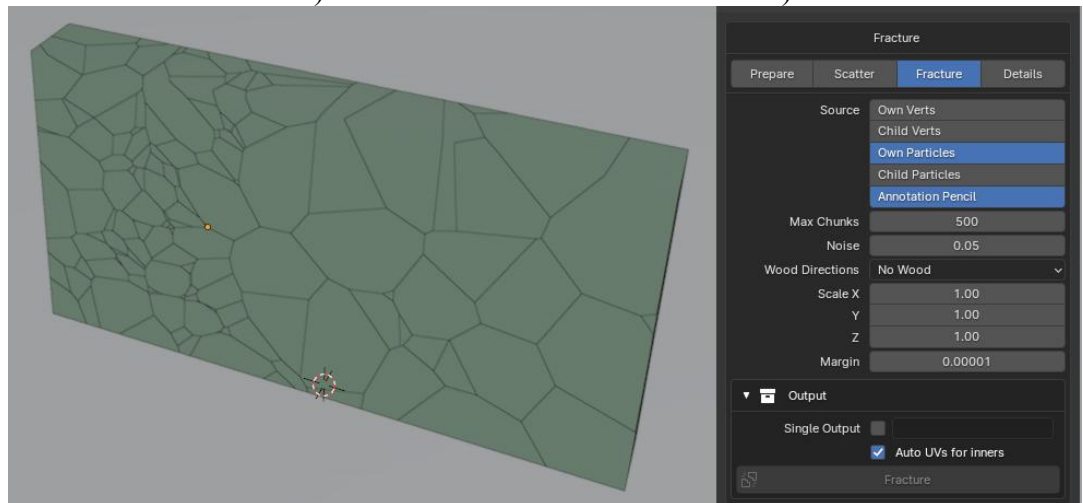 Fracture
Prepare Scatter Fracture Details
Source Own Verts
Child Verts
Own Particles
Child Particles
Annotation Pencil
Max Chunks 500
Noise 0.05
Wood Directions No Wood
Scale X 1.00
Y 1.00
Z 1.00
Margin 0.00001
Output
Single Output
Auto UVs for inners
Fracture